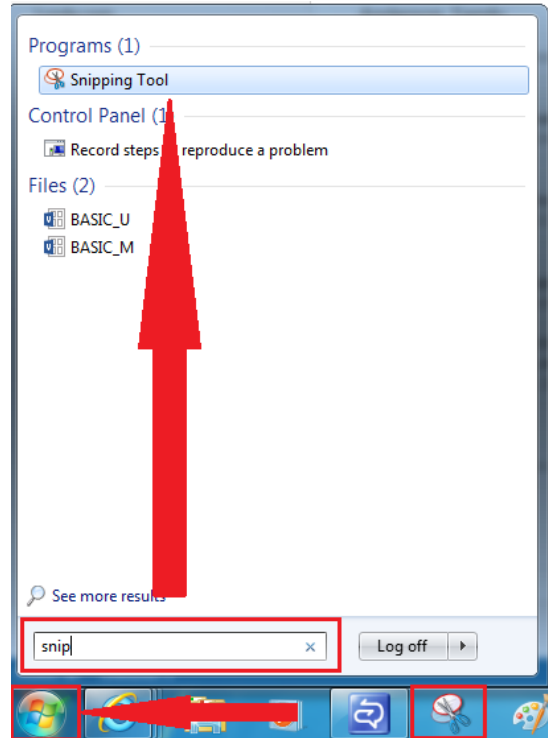 Programs (1)
Snipping Tool
Control Panel (1
Record steps reproduce a problem
Files (2)
BASIC_U
BASIC_M
See more results
snip
Log off